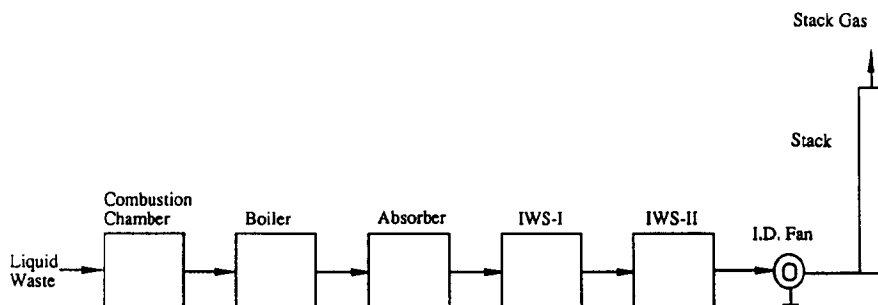 Stack Gas
Stack
Combustion
Chamber
Boiler
Absorber
IWS-I
IWS-II
I.D. Fan
Liquid
Waste